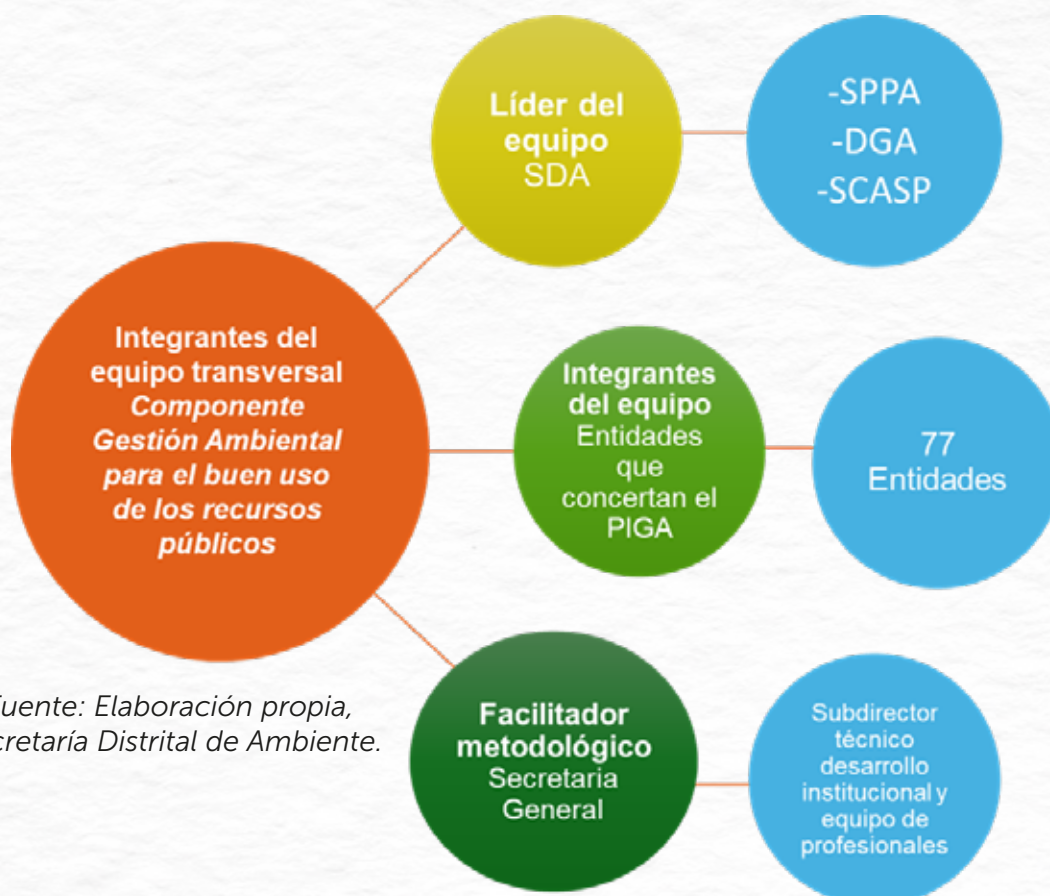 Integrantes del
equipo transversal
Componente
Gestión Ambiental
para el buen uso
de los recursos
públicos
Líder del
equipo
SDA
-SPPA
-DGA
-SCASP
Integrantes
del equipo
Entidades
que
concertan el
PIGA
77
Entidades
Facilitador
metodológico
Secretaria
General
Subdirector
técnico
desarrollo
institucional y
equipo de
profesionales
uente: Elaboración propia,
cretaría Distrital de Ambiente.